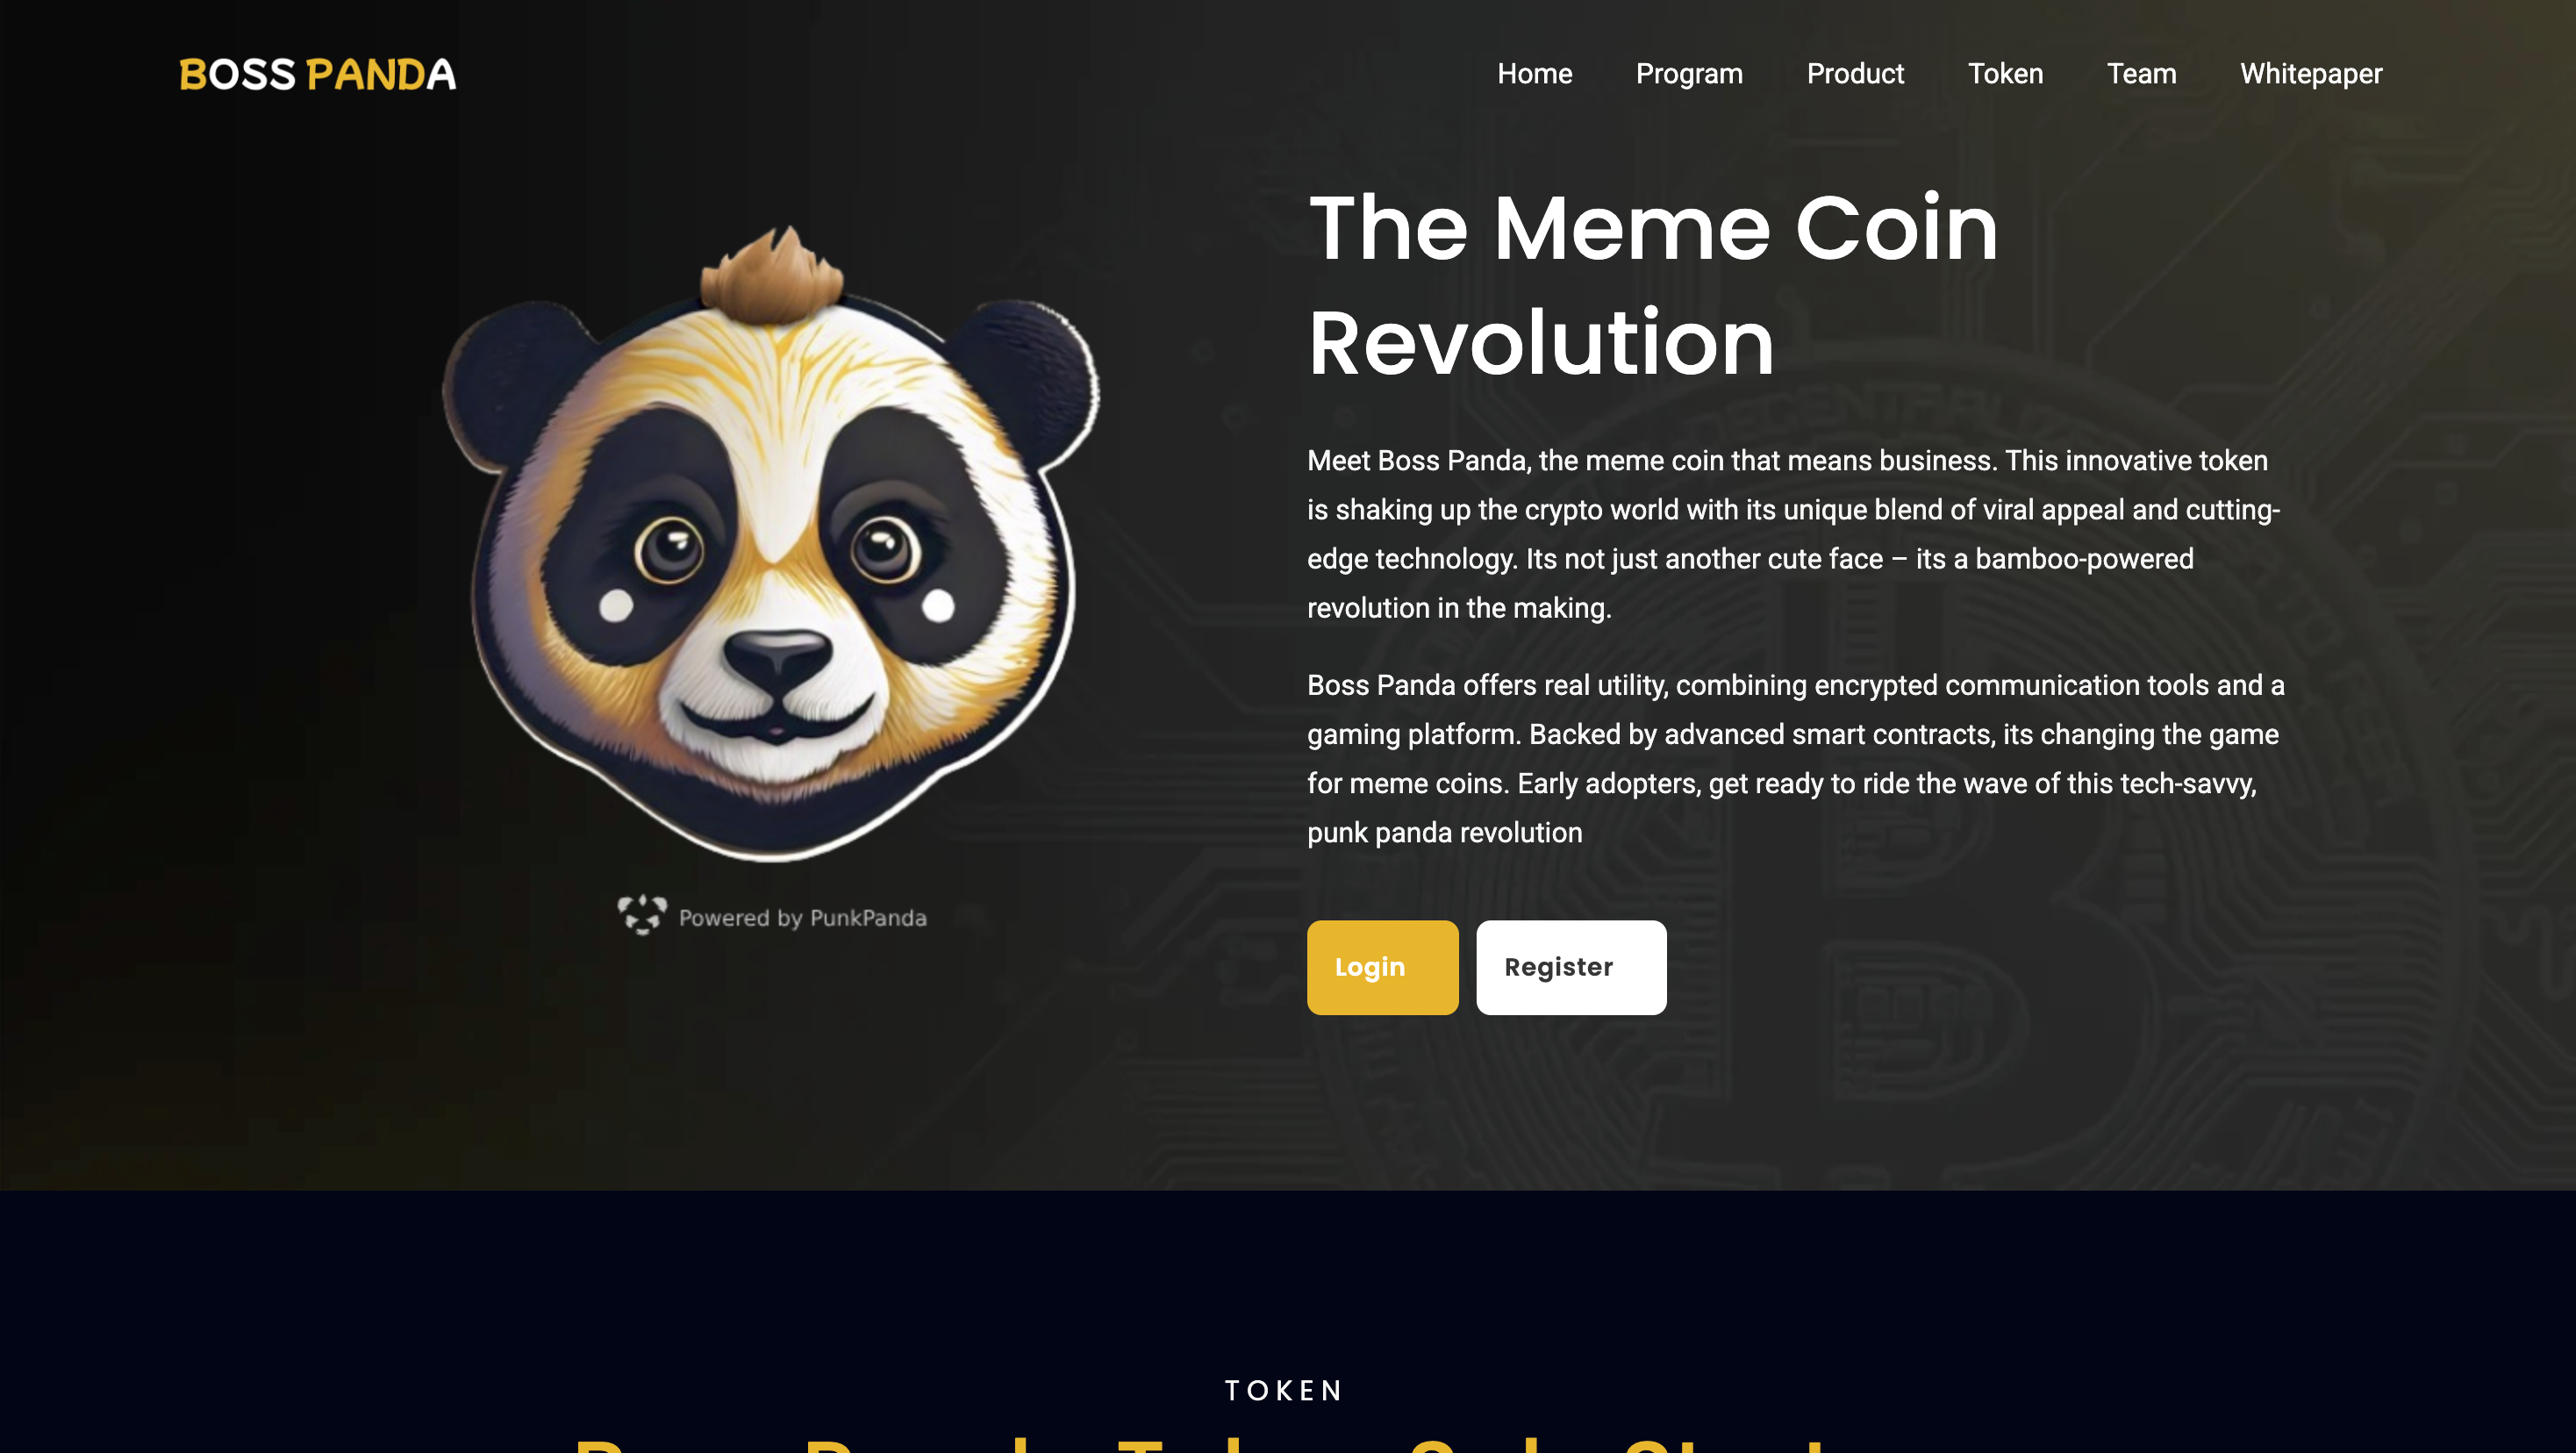 BOSS PANDA
Home Program Product Token Team Whitepaper
The Meme Coin
Revolution
Meet Boss Panda, the meme coin that means business. This innovative token
is shaking up the crypto world with its unique blend of viral appeal and cutting-
edge technology. Its not just another cute face – its a bamboo-powered
revolution in the making.
Boss Panda offers real utility, combining encrypted communication tools and a
gaming platform. Backed by advanced smart contracts, its changing the game
for meme coins. Early adopters, get ready to ride the wave of this tech-savvy,
punk panda revolution
Powered by PunkPanda
Login Register
TOKEN